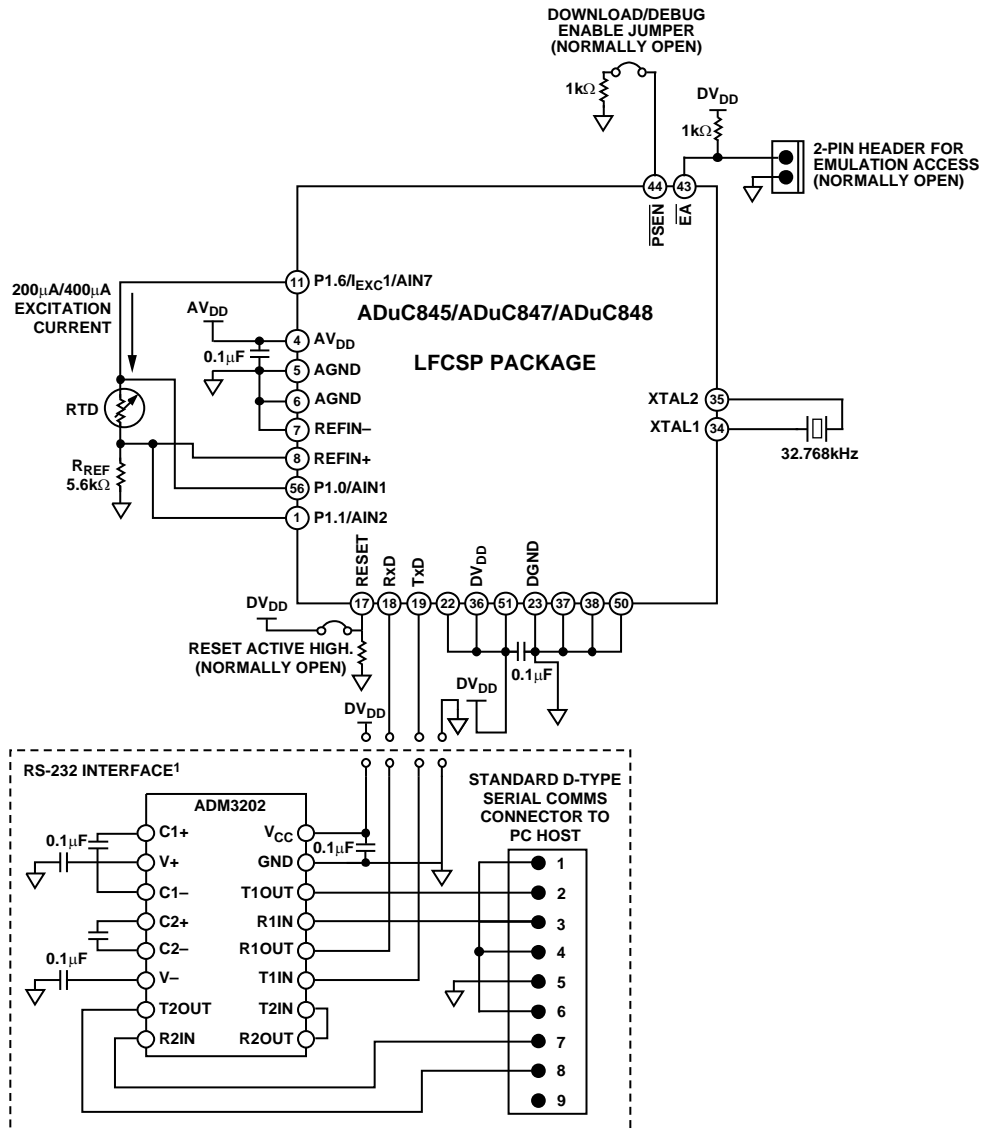 DOWNLOAD/DEBUG
ENABLE JUMPER
(NORMALLY OPEN)
1kΩ
DVDD
1kΩ
2-PIN HEADER FOR
EMULATION ACCESS
(NORMALLY OPEN)
44
43
PSEN
EA
11
P1.6/IEXC1/AIN7
200μA/400μA
EXCITATION
CURRENT
AVDD
ADuC845/ADuC847/ADuC848
4
AVDD
0.1μF
LFCSP PACKAGE
5
AGND
6
AGND
RTD
7
REFIN–
XTAL2
35
XTAL1
34
32.768kHz
8
REFIN+
RREF
5.6kΩ
56
P1.0/AIN1
1
P1.1/AIN2
RESET
RxD
TxD
DVDD
DGND
DVDD
17
18
19
22
36
51
23
37
38
50
RESET ACTIVE HIGH.
(NORMALLY OPEN)
0.1μF
DVDD
DVDD
RS-232 INTERFACE1
STANDARD D-TYPE
SERIAL COMMS
CONNECTOR TO
PC HOST
ADM3202
0.1μF
C1+
VCC
0.1μF
V+
GND
1
C1–
T1OUT
2
C2+
R1IN
3
C2–
R1OUT
4
0.1μF
V–
T1IN
5
T2OUT
T2IN
6
R2IN
R2OUT
7
8
9